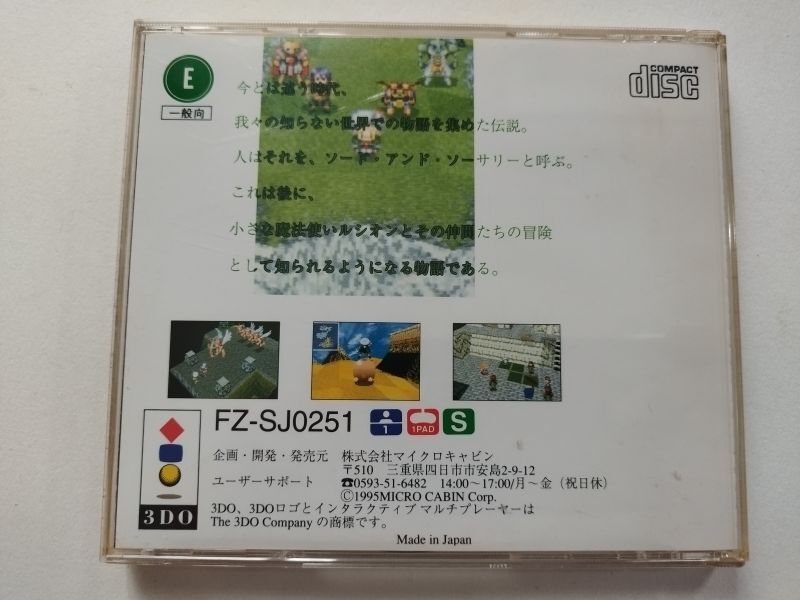 E
一般向
COMPACT
disc
今とは違う時代、
我々の知らない世界での物語を集めた伝説。
人はそれを、ソード・アンド・ソーサリーと呼ぶ。
これは後に、
小さな魔法使いルシオンとその仲間たちの冒険
として知られるようになる物語である。
FZ-SJ0251
1
1PAD
S
企画・開発・発売元 株式会社マイクロキャビン
〒510 三重県四日市市安島2-9-12
ユーザーサポート ☎0593-51-6482 14:00〜17:00/月〜金（祝日休）
Ⓒ1995MICRO CABIN Corp.
3DO、3DOロゴとインタラクティブ マルチプレーヤーは
The 3DO Company の商標です。
3DO
Made in Japan